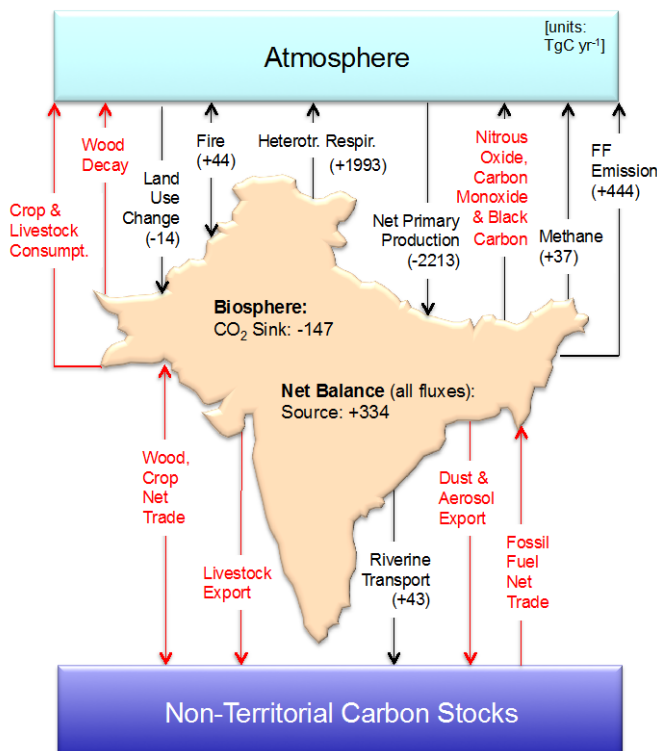 [units:
TgC yr⁻¹]
Atmosphere
Crop &
Livestock
Consumpt.
Wood
Decay
Land
Use
Change
(-14)
Fire
(+44)
Heterotr. Respir.
(+1993)
Net Primary
Production
(-2213)
Nitrous
Oxide,
Carbon
Monoxide
& Black
Carbon
Methane
(+37)
FF
Emission
(+444)
Biosphere:
CO₂ Sink: -147
Net Balance (all fluxes):
Source: +334
Wood,
Crop
Net
Trade
Livestock
Export
Riverine
Transport
(+43)
Dust &
Aerosol
Export
Fossil
Fuel
Net
Trade
Non-Territorial Carbon Stocks